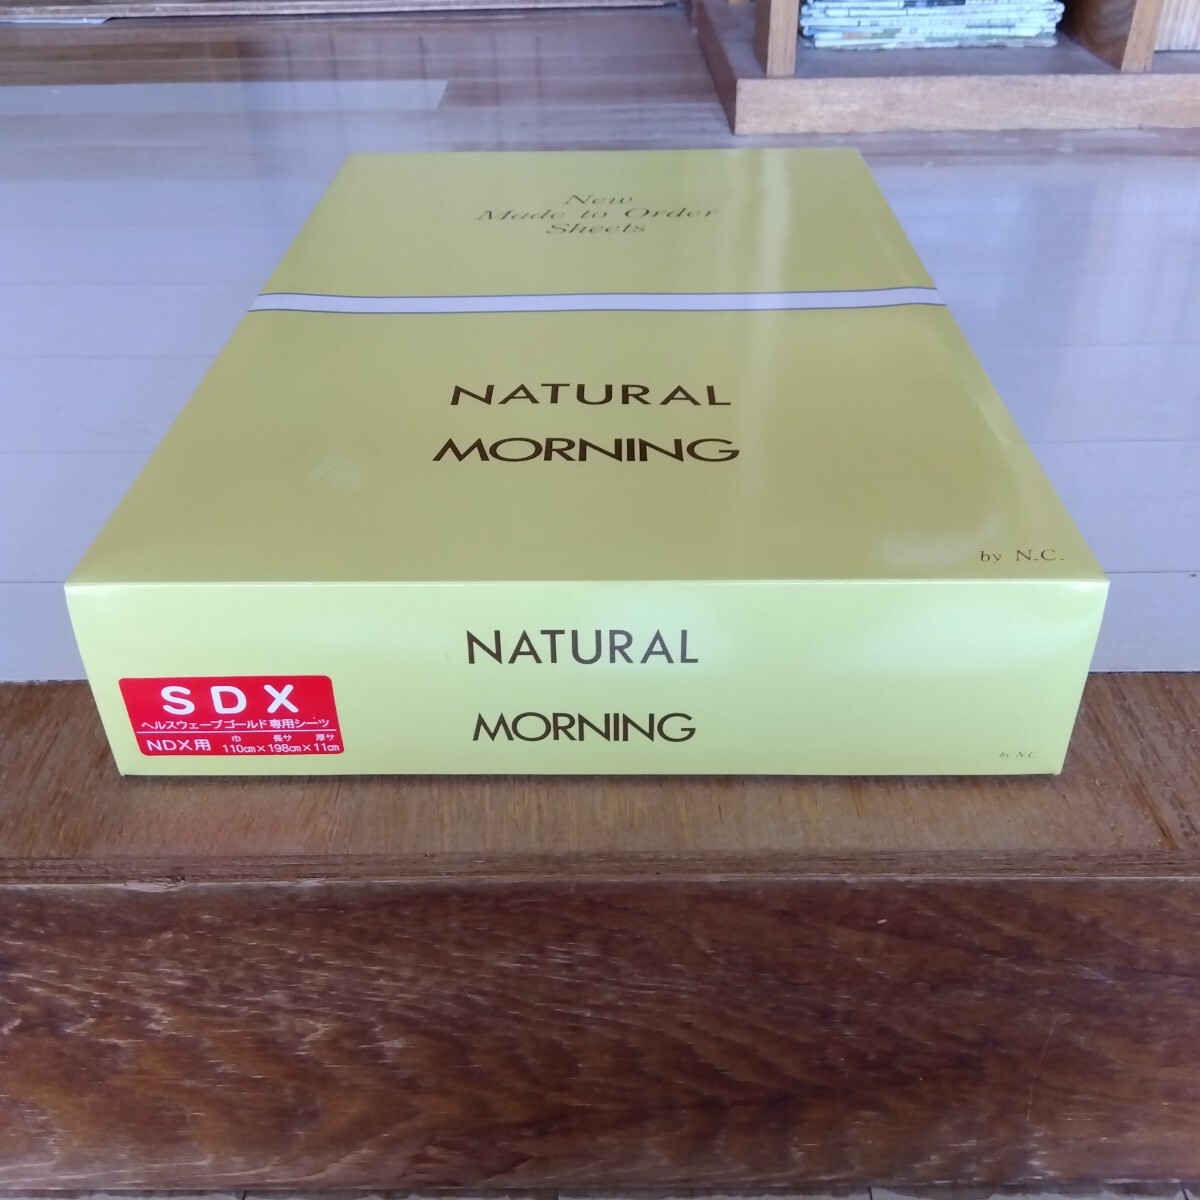 New
Made to Order
Sheets
NATURAL
MORNING
by N.C.
NATURAL
MORNING
by N.C.
SDX
ヘルスウェーブゴールド専用シーツ
NDX用 巾 長サ 厚サ
110cm×198cm×11cm